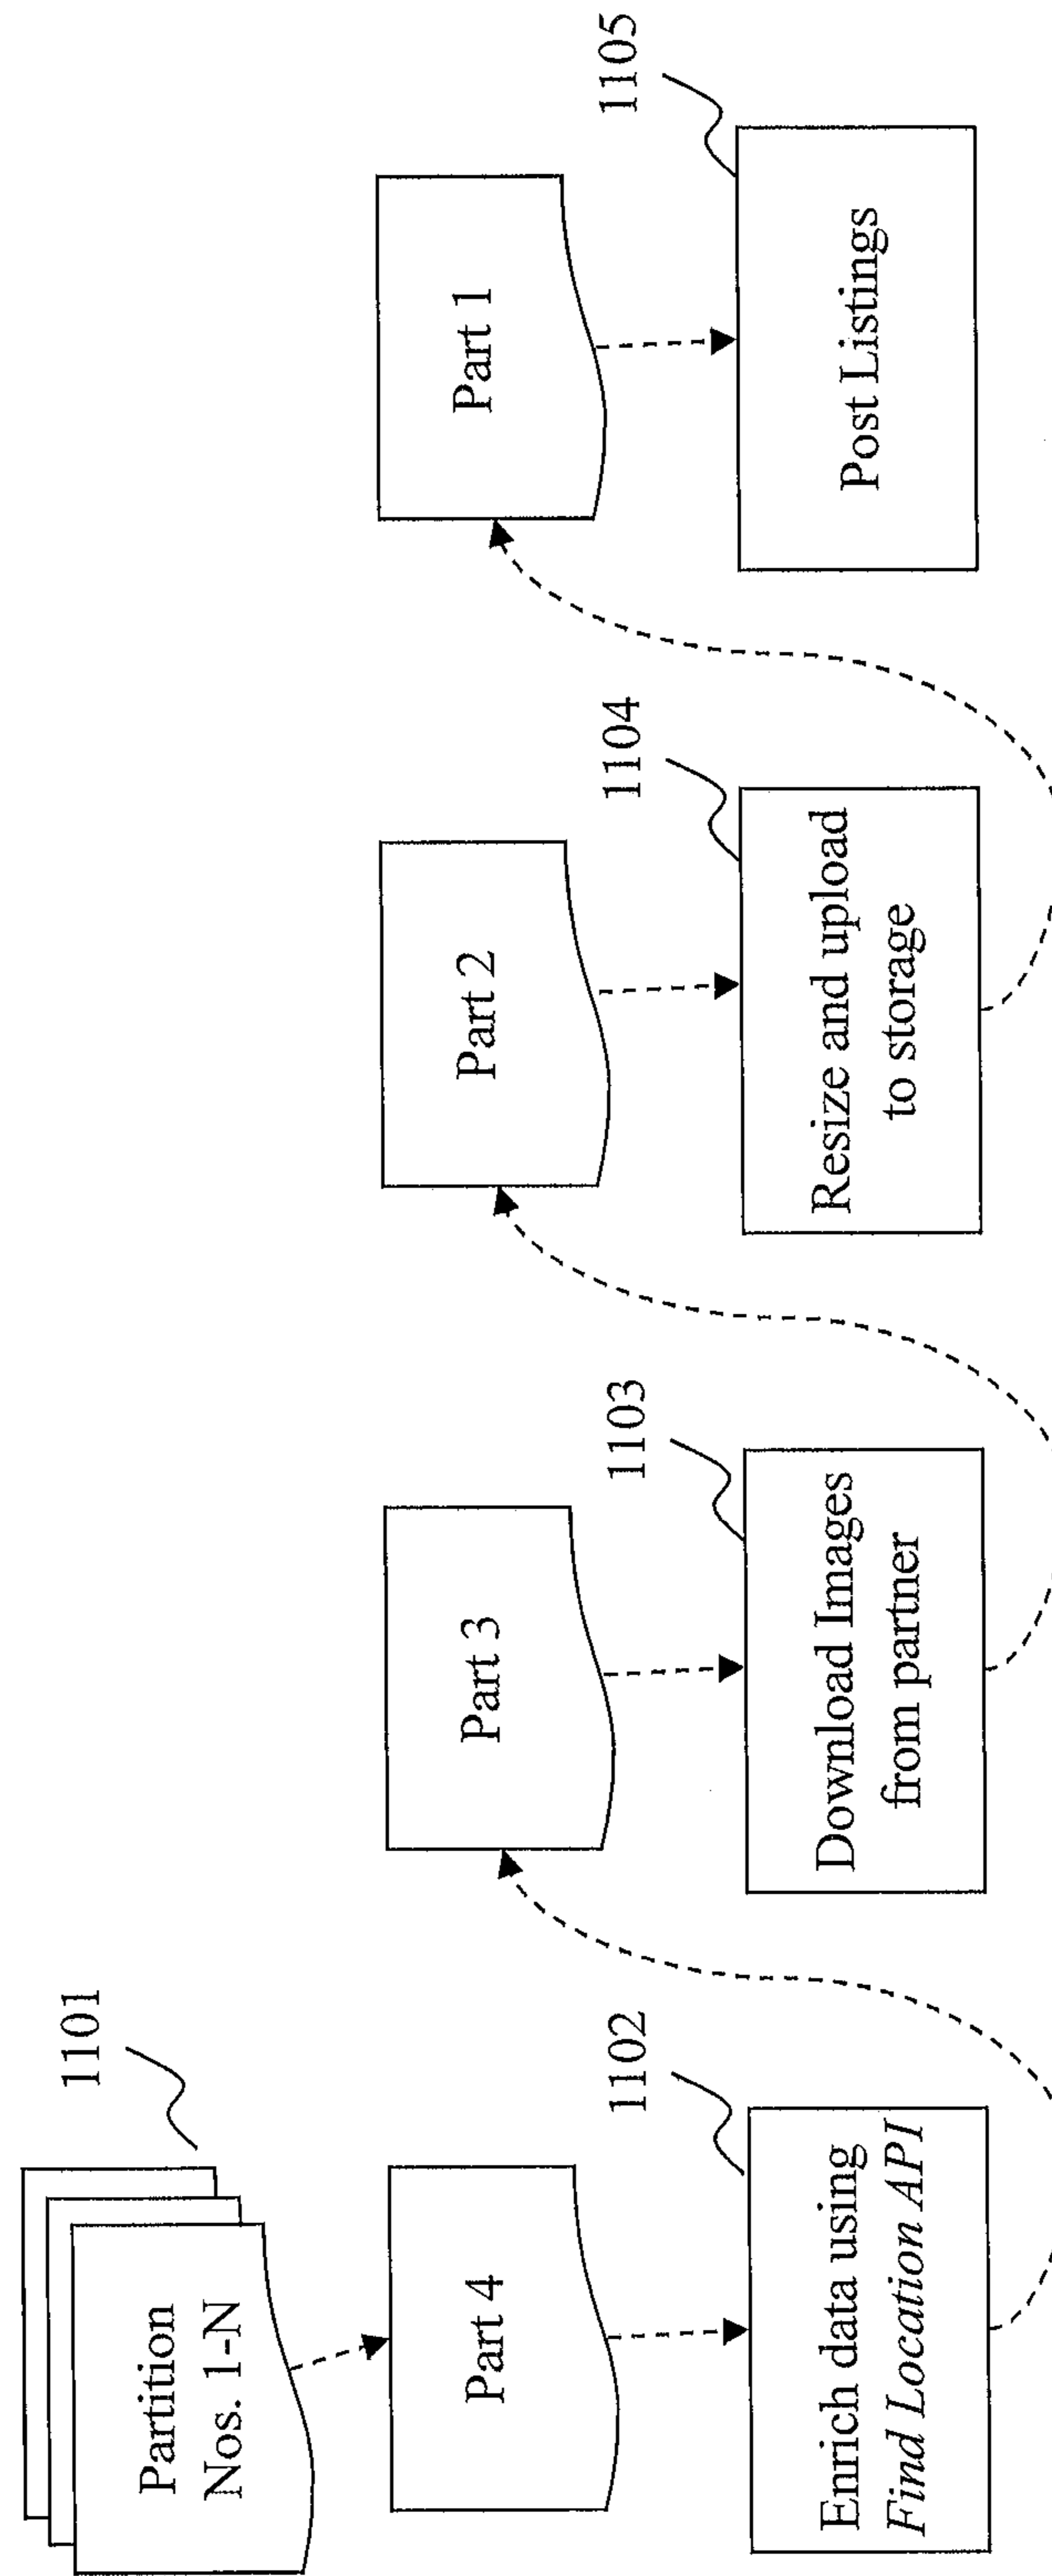 1101
Partition
Nos. 1-N
Part 4
Part 3
Part 2
Part 1
1102
Enrich data using
Find Location API
1103
Download Images
from partner
1104
Resize and upload
to storage
1105
Post Listings